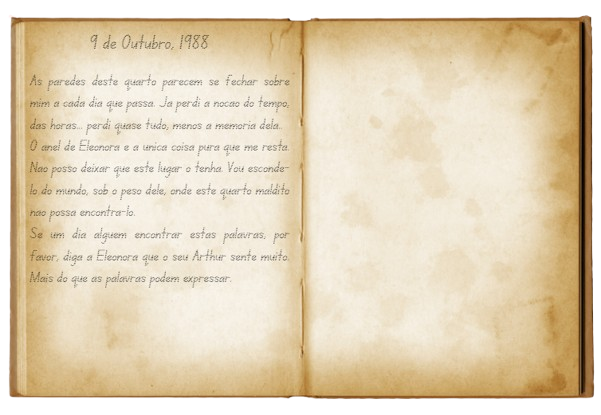 9 de Outubro, 1988
As paredes deste quarto parecem se fechar sobre
mim a cada dia que passa. Ja perdi a nocao do tempo,
das horas... perdi quase tudo, menos a memoria dela.
O anel de Eleonora e a unica coisa pura que me resta.
Nao posso deixar que este lugar o tenha. Vou esconde-
lo do mundo, sob o peso dele, onde este quarto maldito
nao possa encontra-lo.
Se um dia alguem encontrar estas palavras, por
favor, diga a Eleonora que o seu Arthur sente muito.
Mais do que as palavras podem expressar.